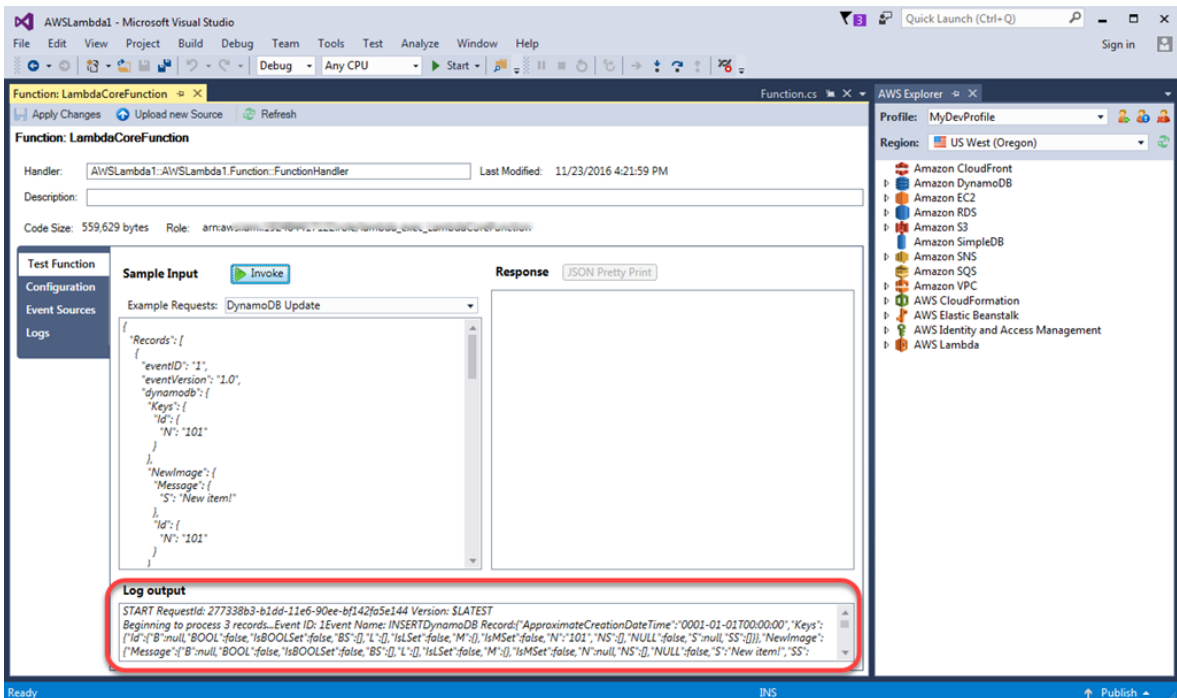 AWSLambda1 - Microsoft Visual Studio
3
Quick Launch (Ctrl+Q)
File Edit View Project Build Debug Team Tools Test Analyze Window Help
Sign in
Debug
Any CPU
Start
Function: LambdaCoreFunction
Function.cs
Apply Changes
Upload new Source
Refresh
Function: LambdaCoreFunction
Handler: AWSLambda1::AWSLambda1.Function::FunctionHandler
Last Modified: 11/23/2016 4:21:59 PM
Description:
Code Size: 559,629 bytes Role:
Test Function
Configuration
Event Sources
Logs
Sample Input
Invoke
Example Requests: DynamoDB Update
{
"Records": [
{
"eventID": "1",
"eventVersion": "1.0",
"dynamodb": {
"Keys": {
"Id": {
"N": "101"
}
},
"NewImage": {
"Message": {
"S": "New item!"
},
"Id": {
"N": "101"
}
}
Response
JSON Pretty Print
Log output
START RequestId: 277338b3-b1dd-11e6-90ee-bf142fa5e144 Version: $LATEST
Beginning to process 3 records...Event ID: 1Event Name: INSERTDynamoDB Record:{"ApproximateCreationDateTime":"0001-01-01T00:00:00","Keys":
{"Id":{"B":null,"BOOL":false,"IsBOOLSet":false,"BS":[],"L":[],"IsLSet":false,"M":{},"IsMSet":false,"N":"101","NS":[],"NULL":false,"S":null,"SS":[]}},"NewImage":
{"Message":{"B":null,"BOOL":false,"IsBOOLSet":false,"BS":[],"L":[],"IsLSet":false,"M":{},"IsMSet":false,"N":null,"NS":[],"NULL":false,"S":"New item!","SS":
AWS Explorer
Profile: MyDevProfile
Region: US West (Oregon)
Amazon CloudFront
Amazon DynamoDB
Amazon EC2
Amazon RDS
Amazon S3
Amazon SimpleDB
Amazon SNS
Amazon SQS
Amazon VPC
AWS CloudFormation
AWS Elastic Beanstalk
AWS Identity and Access Management
AWS Lambda
Ready
INS
Publish